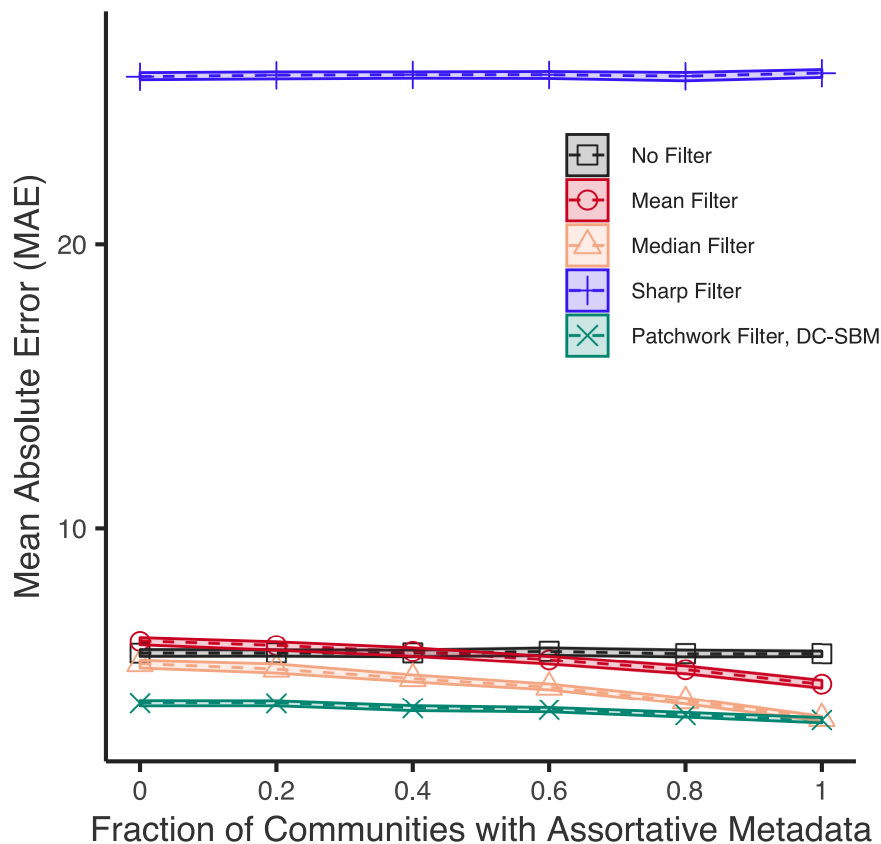 Mean Absolute Error (MAE)
20
10
No Filter
Mean Filter
Median Filter
Sharp Filter
Patchwork Filter, DC-SBM
0 0.2 0.4 0.6 0.8 1
Fraction of Communities with Assortative Metadata